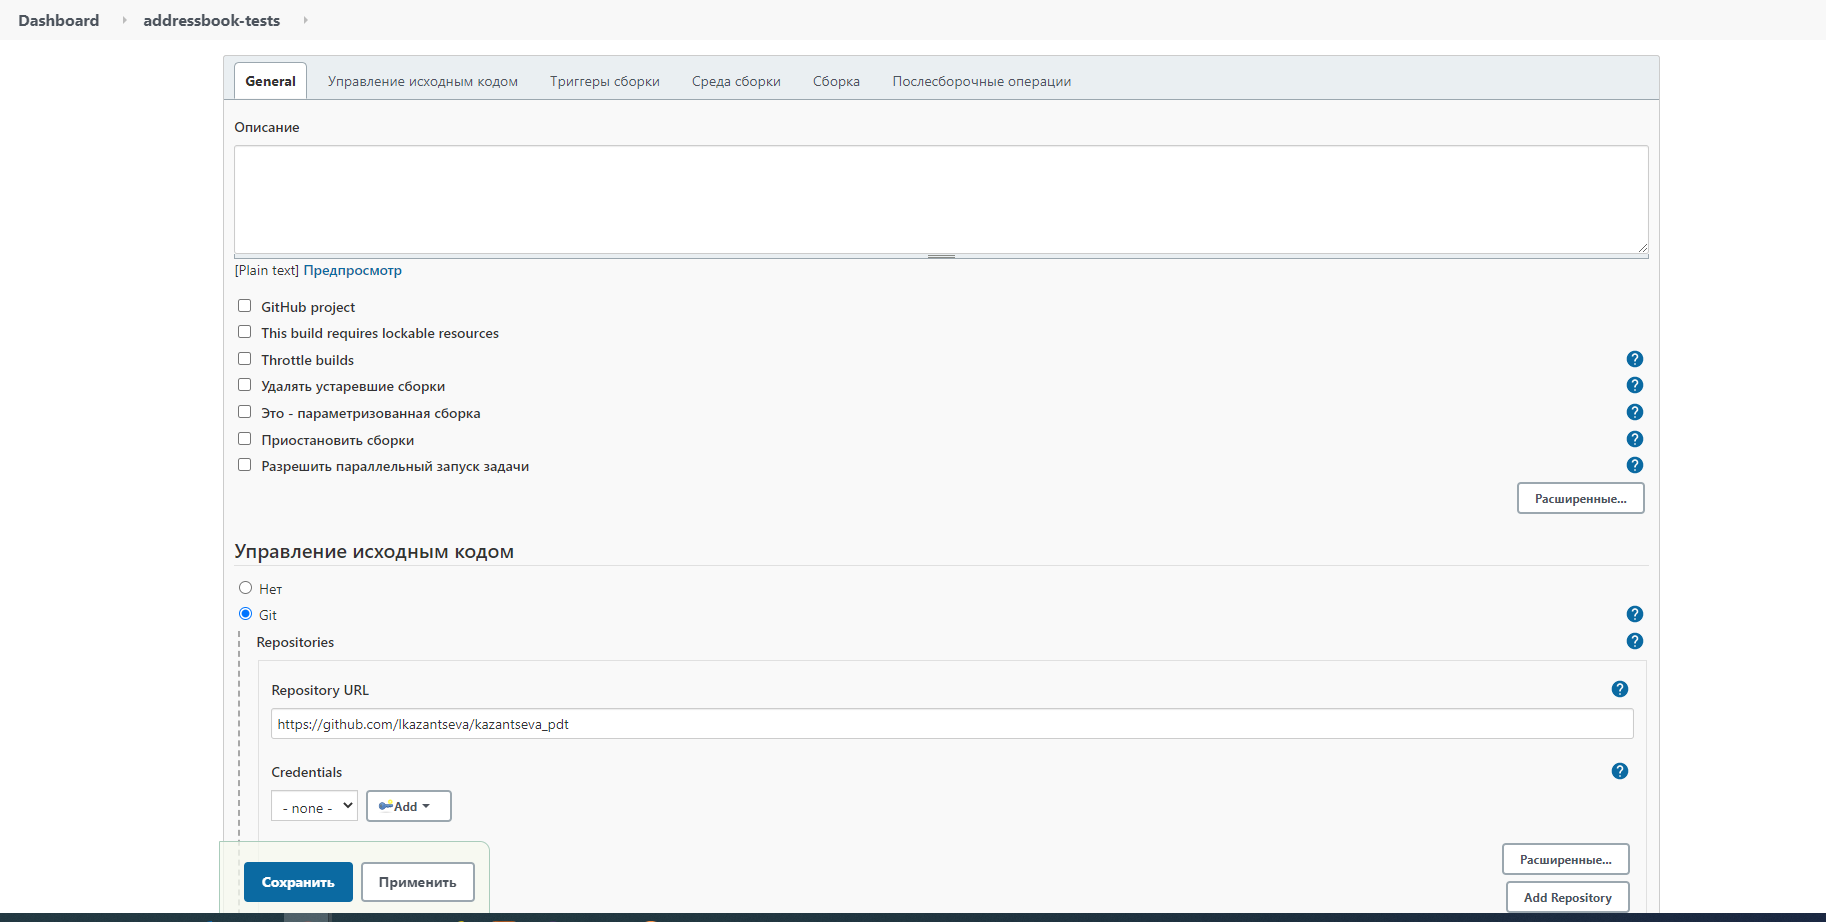 Dashboard addressbook-tests
General Управление исходным кодом Триггеры сборки Среда сборки Сборка Послесборочные операции
Описание
[Plain text] Предпросмотр
GitHub project
This build requires lockable resources
Throttle builds
Удалять устаревшие сборки
Это - параметризованная сборка
Приостановить сборки
Разрешить параллельный запуск задачи
Расширенные...
Управление исходным кодом
Нет
Git
Repositories
Repository URL
https://github.com/lkazantseva/kazantseva_pdt
Credentials
- none - Add
Расширенные...
Сохранить Применить
Add Repository